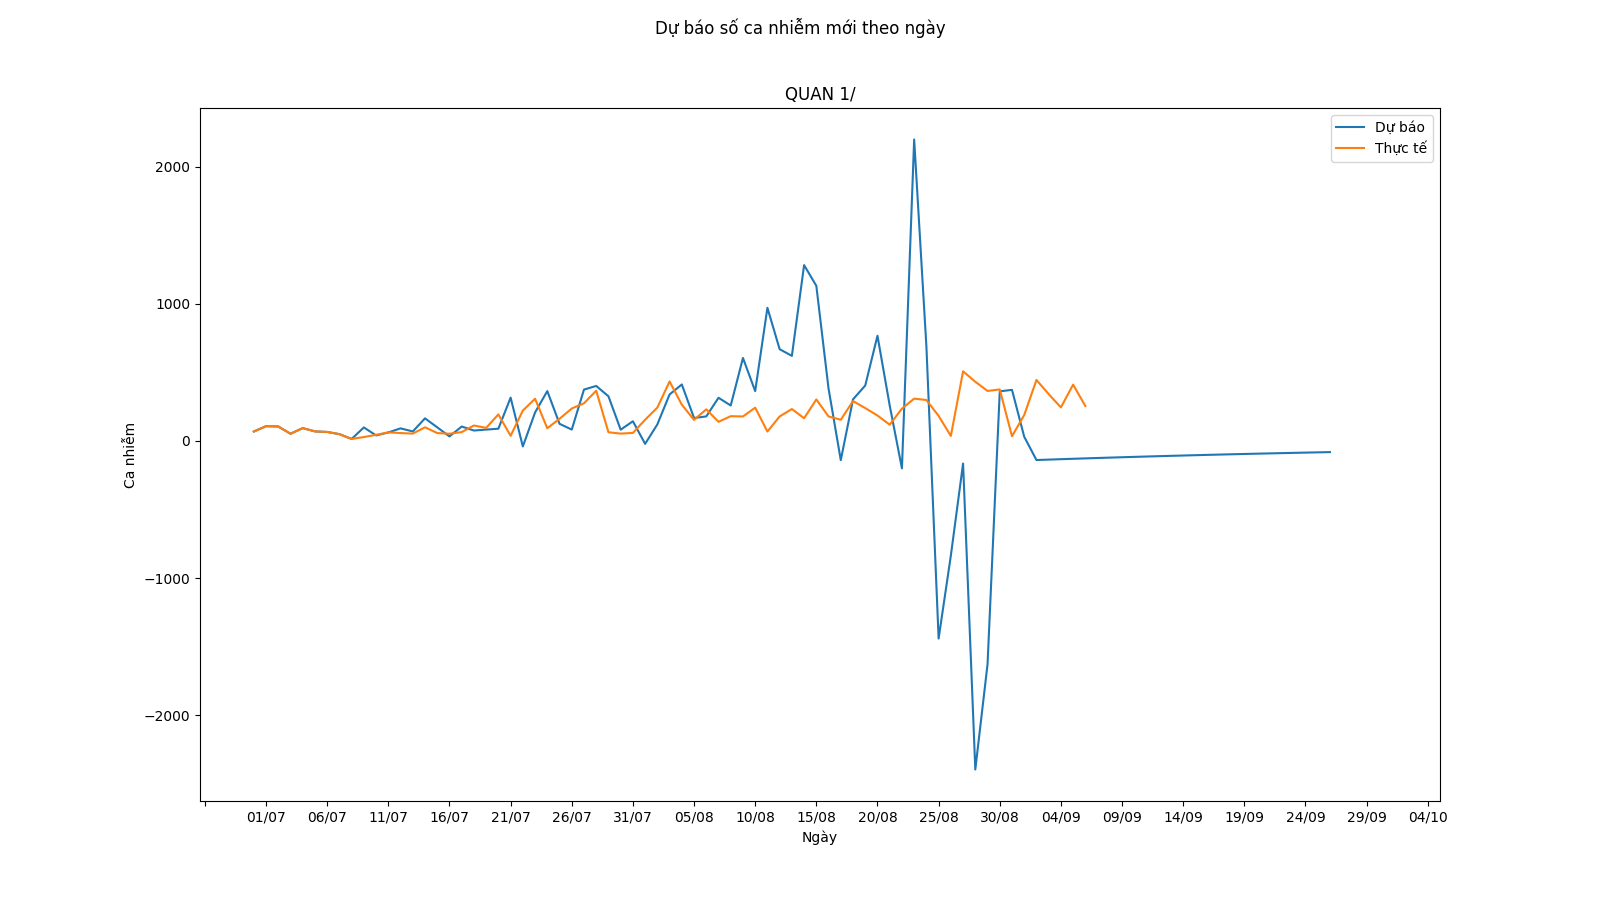 Dự báo số ca nhiễm mới theo ngày
QUAN 1/
Dự báo
Thực tế
2000
1000
0
−1000
−2000
Ca nhiễm
01/07 06/07 11/07 16/07 21/07 26/07 31/07 05/08 10/08 15/08 20/08 25/08 30/08 04/09 09/09 14/09 19/09 24/09 29/09 04/10
Ngày